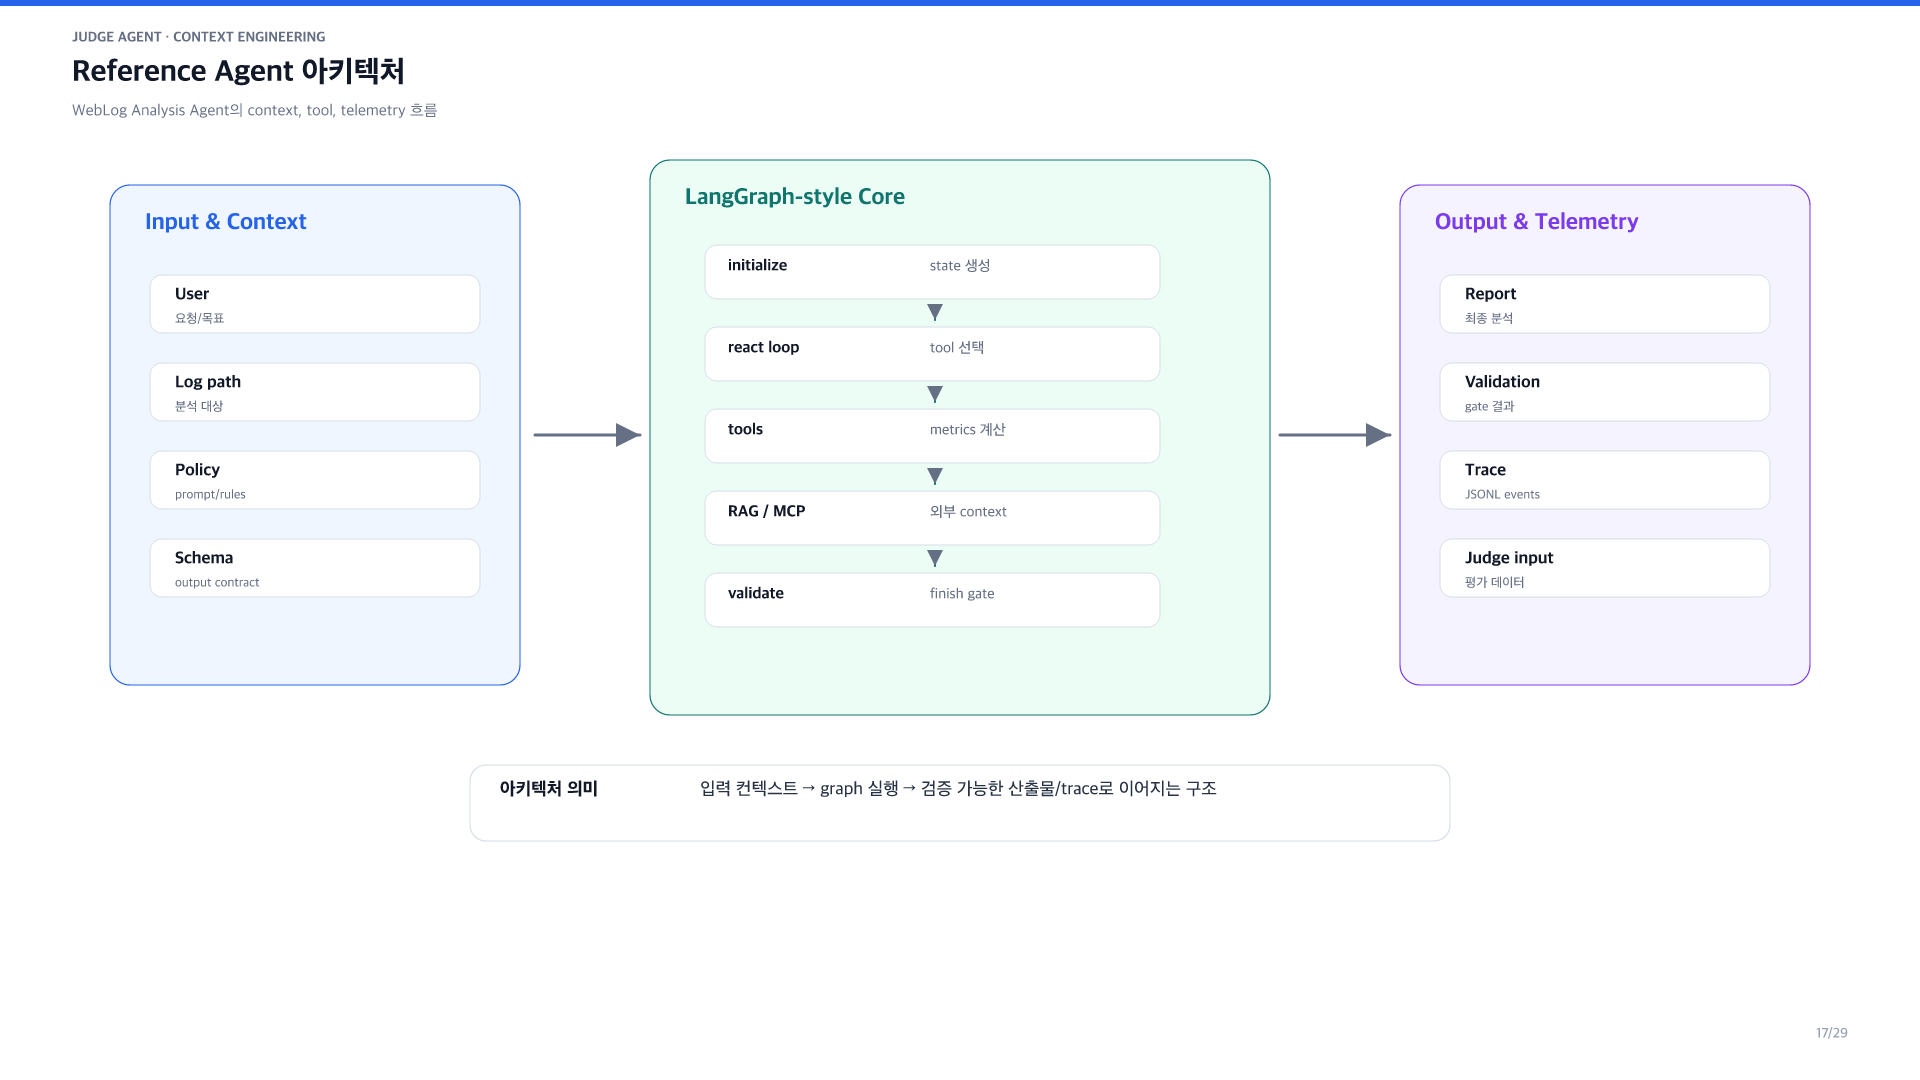 JUDGE AGENT · CONTEXT ENGINEERING
Reference Agent 아키텍처
WebLog Analysis Agent의 context, tool, telemetry 흐름
Input & Context
User
요청/목표
Log path
분석 대상
Policy
prompt/rules
Schema
output contract
LangGraph-style Core
initialize state 생성
react loop tool 선택
tools metrics 계산
RAG / MCP 외부 context
validate finish gate
Output & Telemetry
Report
최종 분석
Validation
gate 결과
Trace
JSONL events
Judge input
평가 데이터
아키텍처 의미 입력 컨텍스트 → graph 실행 → 검증 가능한 산출물/trace로 이어지는 구조
17/29